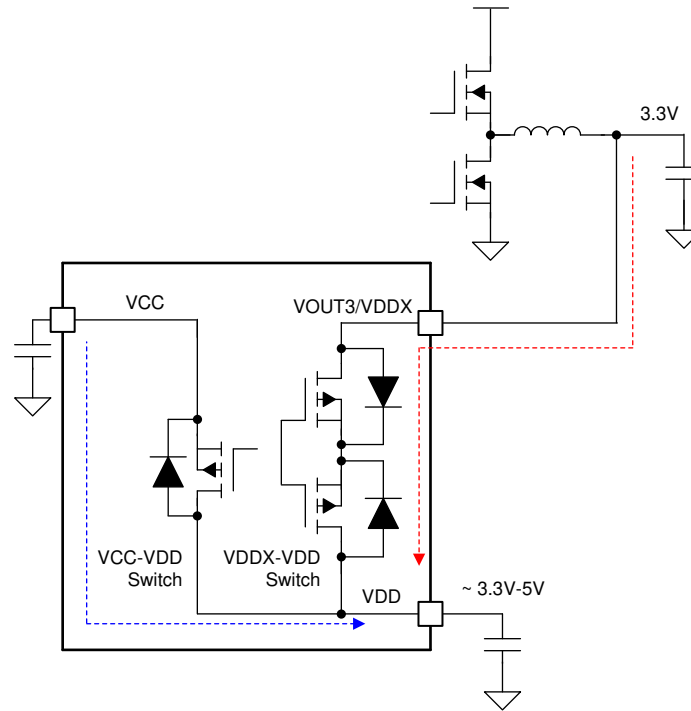 3.3V
VCC
VOUT3/VDDX
VCC-VDD
Switch
VDDX-VDD
Switch
VDD
~ 3.3V-5V